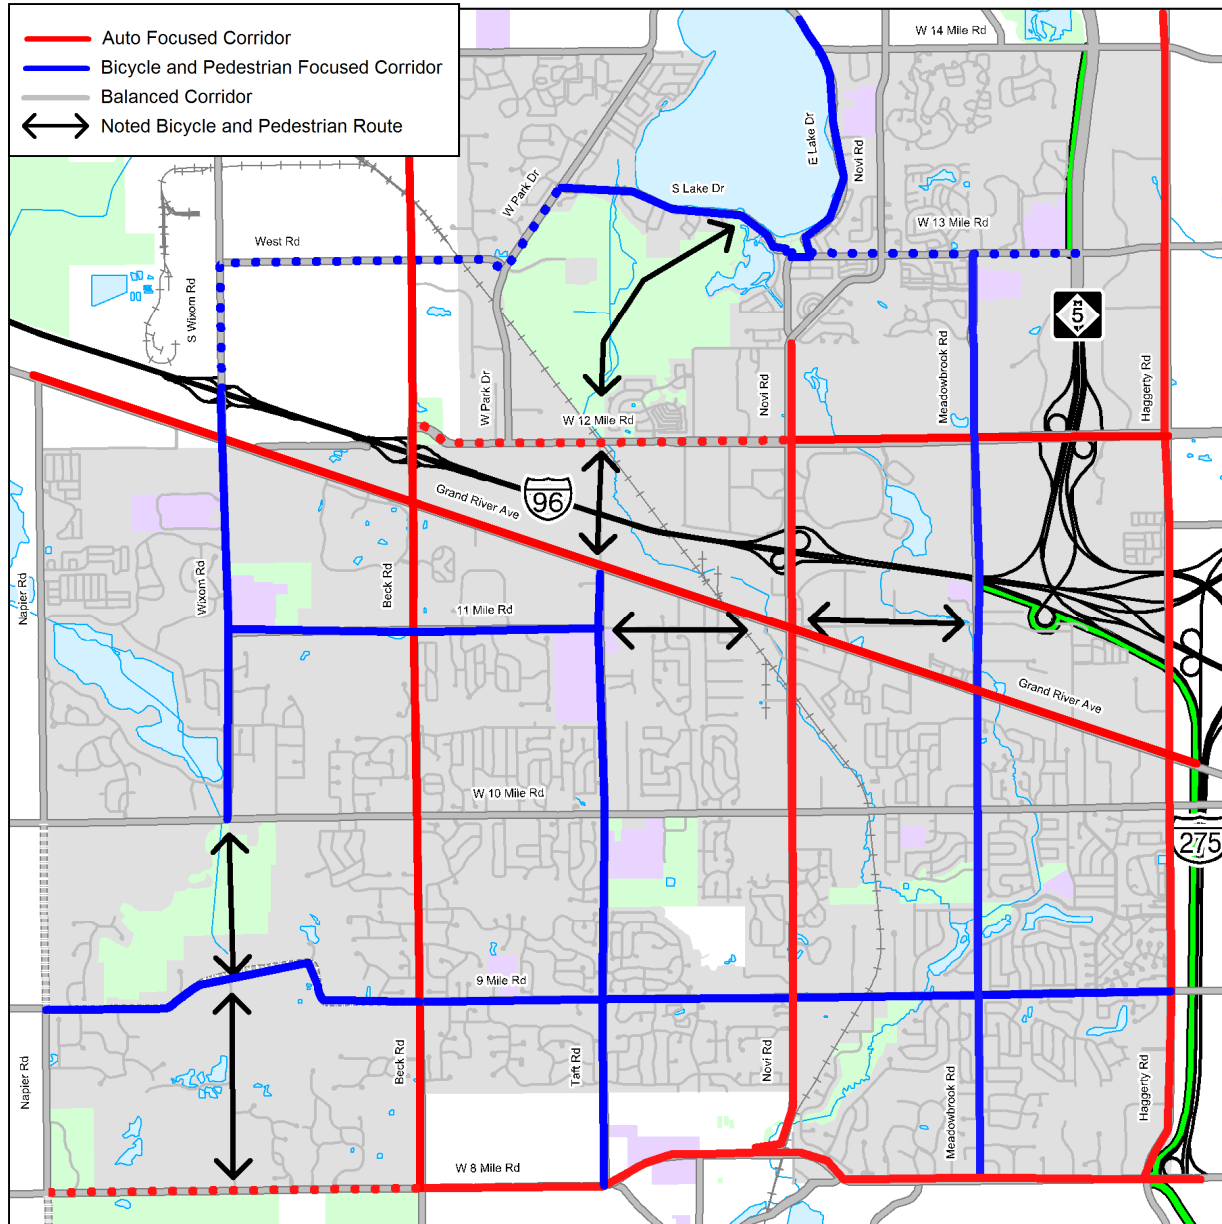 Auto Focused Corridor
Bicycle and Pedestrian Focused Corridor
Balanced Corridor
Noted Bicycle and Pedestrian Route
W 14 Mile Rd
E Lake Dr
Novi Rd
W Park Dr
S Lake Dr
W 13 Mile Rd
West Rd
S Wixom Rd
M
5
W Park Dr
Novi Rd
Meadowbrook Rd
Haggerty Rd
W 12 Mile Rd
Grand River Ave
96
Napier Rd
Wixom Rd
Beck Rd
11 Mile Rd
Grand River Ave
W 10 Mile Rd
275
9 Mile Rd
Napier Rd
Beck Rd
Taft Rd
Novi Rd
Meadowbrook Rd
Haggerty Rd
W 8 Mile Rd